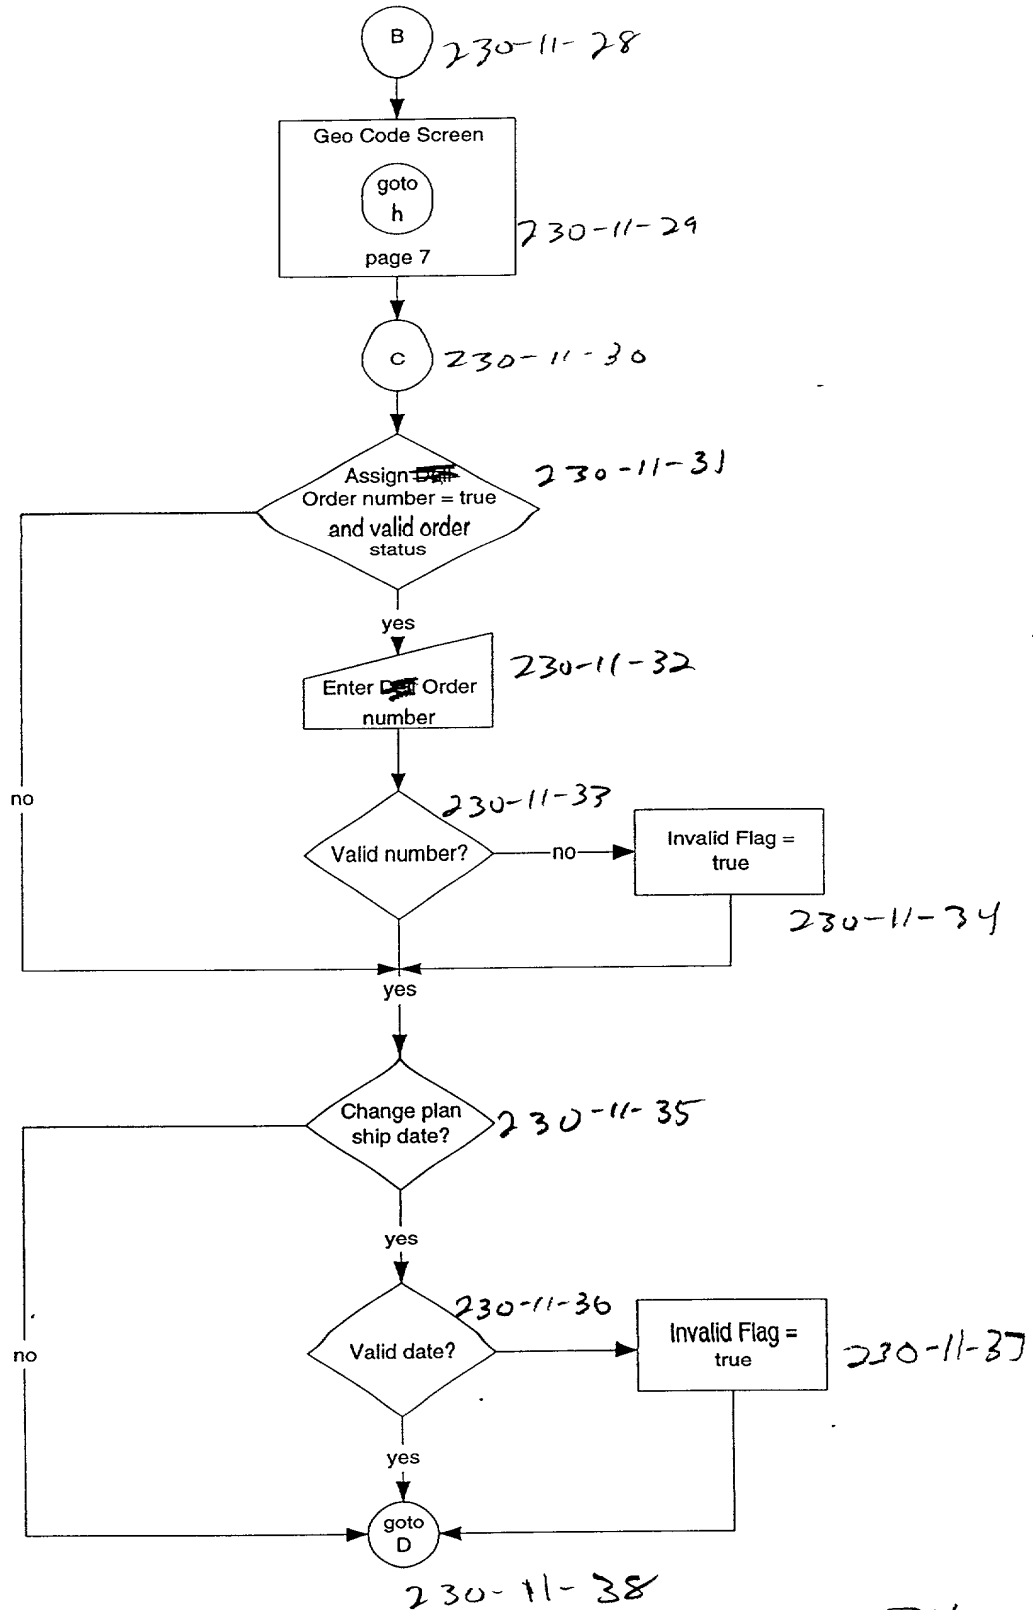 B
230-11-28
Geo Code Screen
goto
h
page 7
230-11-29
C
230-11-30
Assign
Order number = true
and valid order
status
230-11-31
yes
Enter Order
number
230-11-32
no
Valid number?
230-11-33
no
Invalid Flag =
true
230-11-34
yes
Change plan
ship date?
230-11-35
yes
no
Valid date?
230-11-36
Invalid Flag =
true
230-11-37
yes
goto
D
230-11-38